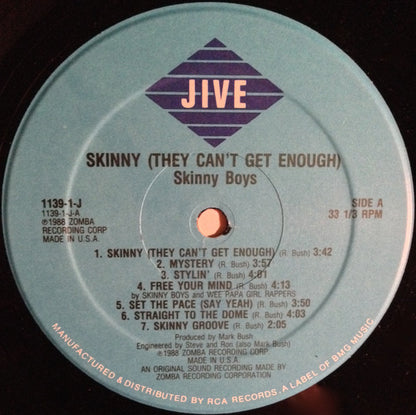 JIVE
SKINNY (THEY CAN'T GET ENOUGH)
Skinny Boys
1139-1-J
1139-1-J-A
℗1988 ZOMBA
RECORDING CORP
MADE IN U.S.A.
SIDE A
33 1/3 RPM
1. SKINNY (THEY CAN'T GET ENOUGH) (R. Bush) 3:42
2. MYSTERY (R. Bush) 3:57
3. STYLIN' (R. Bush) 4:01
4. FREE YOUR MIND (R. Bush) 4:13
by SKINNY BOYS and WEE PAPA GIRL RAPPERS
5. SET THE PACE (SAY YEAH) (R. Bush) 3:50
6. STRAIGHT TO THE DOME (R. Bush) 4:03
7. SKINNY GROOVE (R. Bush) 2:05
Produced by Mark Bush
Engineered by Steve and Ron (also Mark Bush)
℗1988 ZOMBA RECORDING CORP
MADE IN U.S.A.
AN ORIGINAL SOUND RECORDING MADE BY
ZOMBA RECORDING CORPORATION
MANUFACTURED & DISTRIBUTED BY RCA RECORDS, A LABEL OF BMG MUSIC